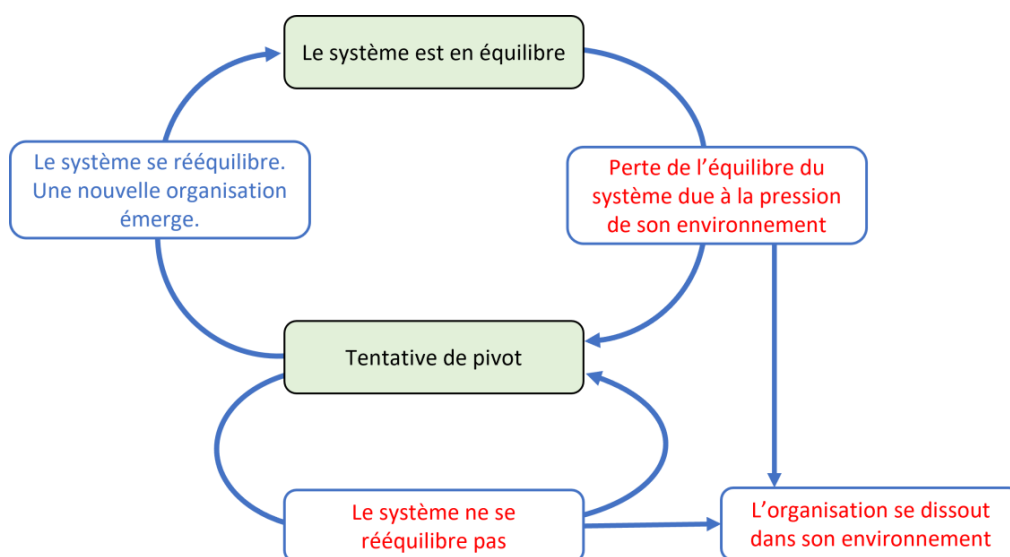 Le système est en équilibre
Le système se rééquilibre.
Une nouvelle organisation
émerge.
Perte de l’équilibre du
système due à la pression
de son environnement
Tentative de pivot
Le système ne se
rééquilibre pas
L’organisation se dissout
dans son environnement